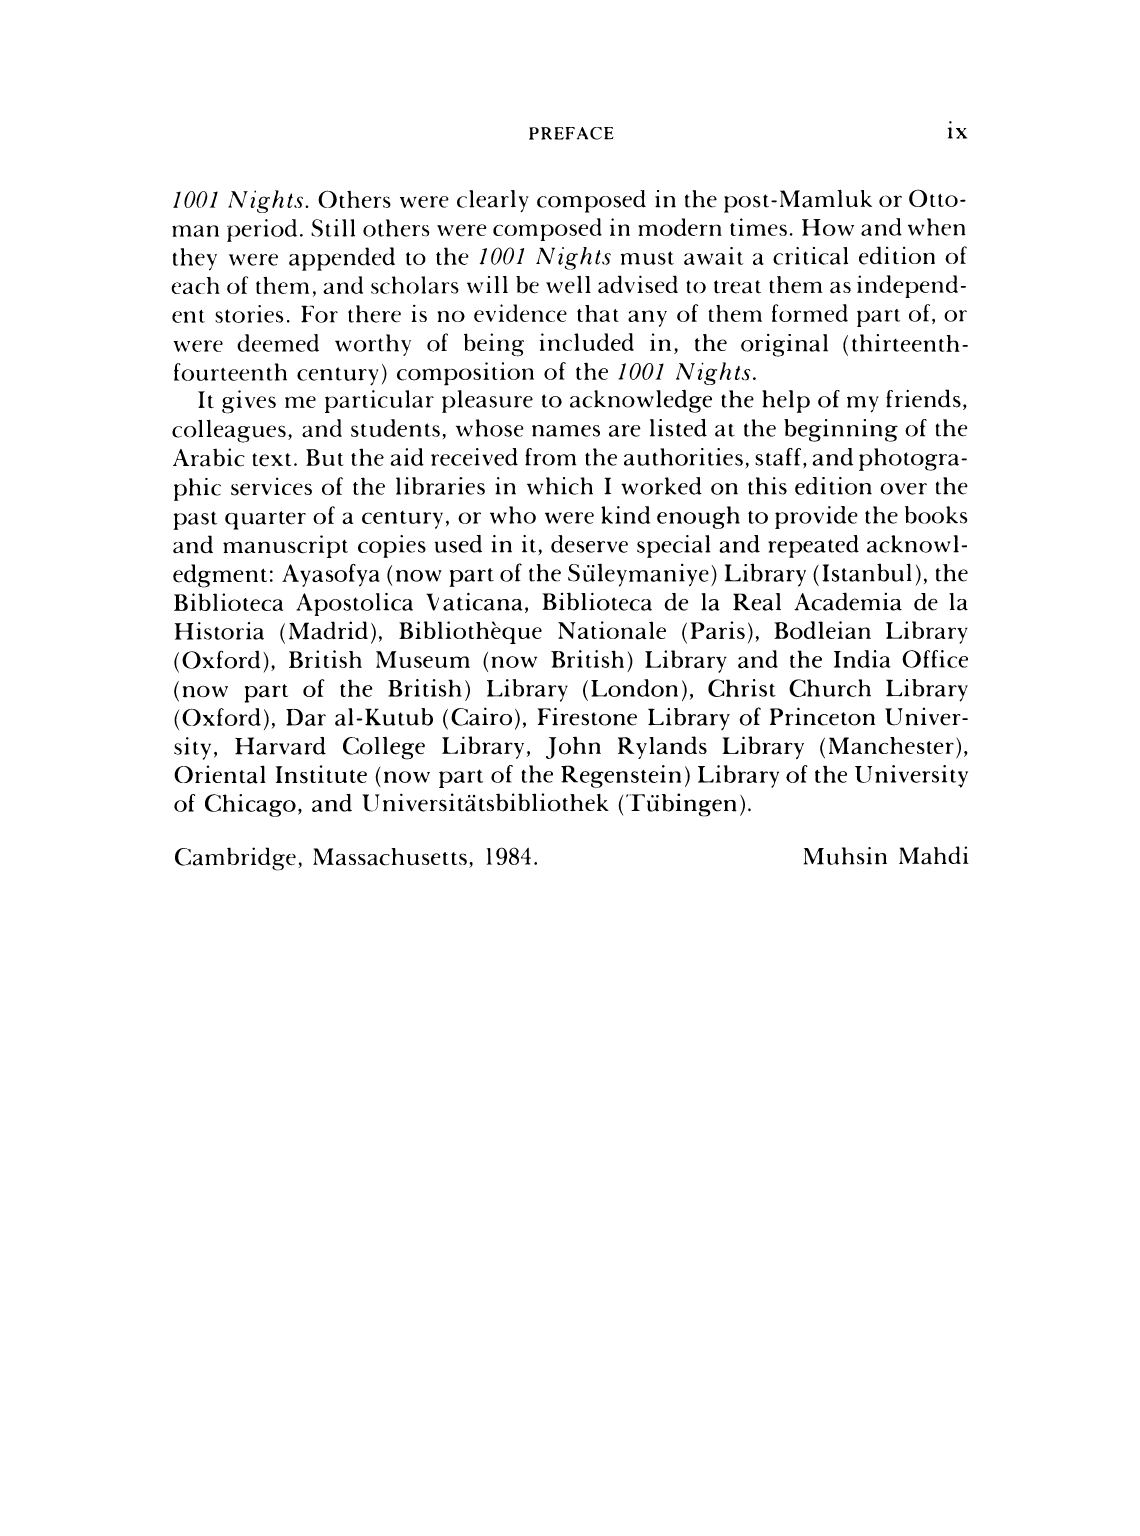 PREFACE ix
1001 Nights. Others were clearly composed in the post-Mamluk or Otto-
man period. Still others were composed in modern times. How and when
they were appended to the 1001 Nights must await a critical edition of
each of them, and scholars will be well advised to treat them as independ-
ent stories. For there is no evidence that any of them formed part of, or
were deemed worthy of being included in, the original (thirteenth-
fourteenth century) composition of the 1001 Nights.
It gives me particular pleasure to acknowledge the help of my friends,
colleagues, and students, whose names are listed at the beginning of the
Arabic text. But the aid received from the authorities, staff, and photogra-
phic services of the libraries in which I worked on this edition over the
past quarter of a century, or who were kind enough to provide the books
and manuscript copies used in it, deserve special and repeated acknowl-
edgment: Ayasofya (now part of the Süleymaniye) Library (Istanbul), the
Biblioteca Apostolica Vaticana, Biblioteca de la Real Academia de la
Historia (Madrid), Bibliothèque Nationale (Paris), Bodleian Library
(Oxford), British Museum (now British) Library and the India Office
(now part of the British) Library (London), Christ Church Library
(Oxford), Dar al-Kutub (Cairo), Firestone Library of Princeton Univer-
sity, Harvard College Library, John Rylands Library (Manchester),
Oriental Institute (now part of the Regenstein) Library of the University
of Chicago, and Universitätsbibliothek (Tübingen).
Cambridge, Massachusetts, 1984. Muhsin Mahdi